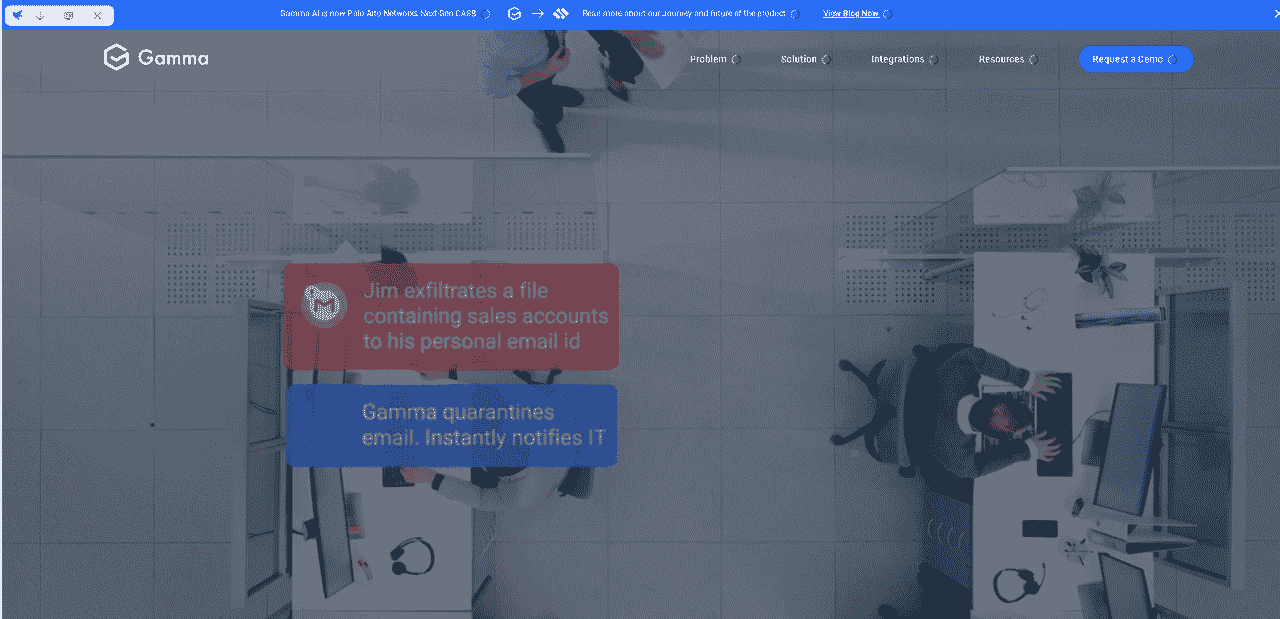 Gamma AI is now Palo Alto Networks Next-Gen CASB
Read more about our Journey and future of the product
View Blog Now
Gamma
Problem
Solution
Integrations
Resources
Request a Demo
Jim exfiltrates a file
containing sales accounts
to his personal email id
Gamma quarantines
email. Instantly notifies IT